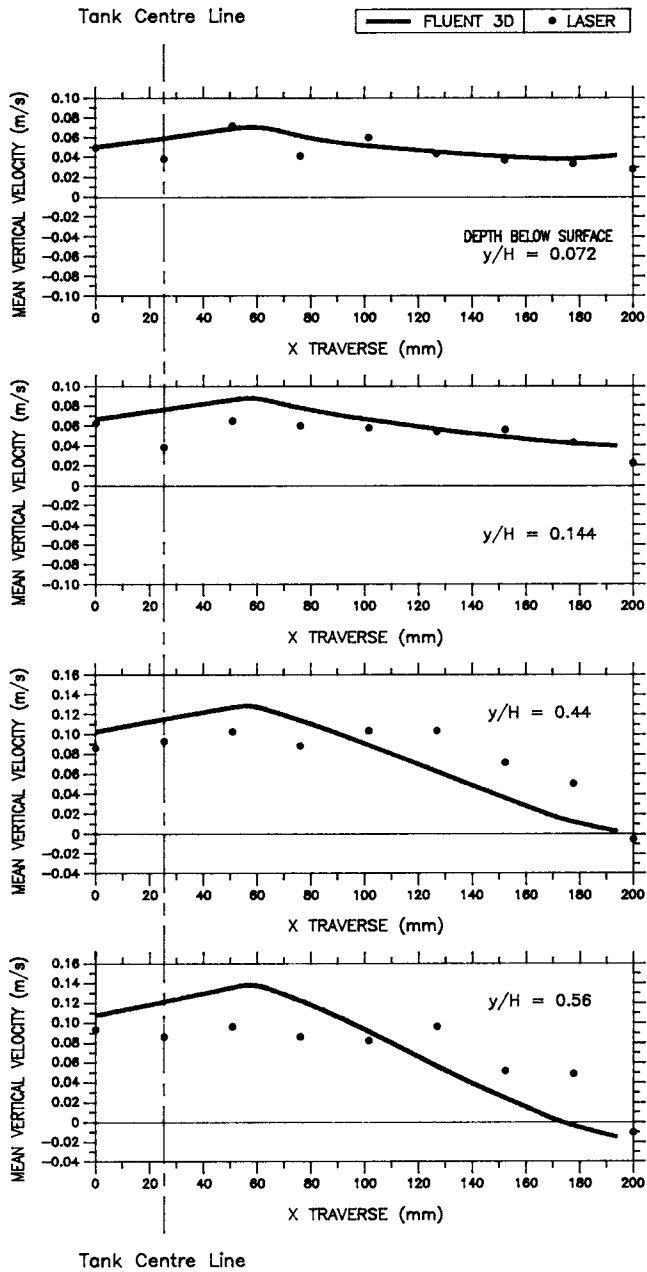 Tank Centre Line
FLUENT 3D
LASER
MEAN VERTICAL VELOCITY (m/s)
0.10
0.08
0.06
0.04
0.02
0
-0.02
-0.04
-0.06
-0.08
-0.10
DEPTH BELOW SURFACE
y/H = 0.072
0 20 40 60 80 100 120 140 160 180 200
X TRAVERSE (mm)
MEAN VERTICAL VELOCITY (m/s)
0.10
0.08
0.06
0.04
0.02
0
-0.02
-0.04
-0.06
-0.08
-0.10
y/H = 0.144
0 20 40 60 80 100 120 140 160 180 200
X TRAVERSE (mm)
MEAN VERTICAL VELOCITY (m/s)
0.16
0.14
0.12
0.10
0.08
0.06
0.04
0.02
0
-0.02
-0.04
y/H = 0.44
0 20 40 60 80 100 120 140 160 180 200
X TRAVERSE (mm)
MEAN VERTICAL VELOCITY (m/s)
0.16
0.14
0.12
0.10
0.08
0.06
0.04
0.02
0
-0.02
-0.04
y/H = 0.56
0 20 40 60 80 100 120 140 160 180 200
X TRAVERSE (mm)
Tank Centre Line